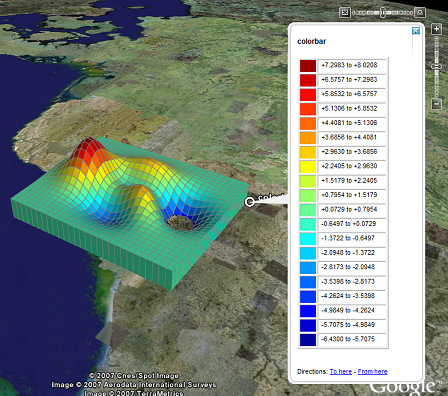 colorbar
+7.2983 to +8.0208
+6.5757 to +7.2983
+5.8532 to +6.5757
+5.1306 to +5.8532
+4.4081 to +5.1306
+3.6856 to +4.4081
+2.9630 to +3.6856
+2.2405 to +2.9630
+1.5179 to +2.2405
+0.7954 to +1.5179
+0.0729 to +0.7954
-0.6497 to +0.0729
-1.3722 to -0.6497
-2.0948 to -1.3722
-2.8173 to -2.0948
-3.5398 to -2.8173
-4.2624 to -3.5398
-4.9849 to -4.2624
-5.7075 to -4.9849
-6.4300 to -5.7075
Directions: To here - From here
© 2007 Cnes/Spot Image
Image © 2007 Aerodata International Surveys
Image © 2007 TerraMetrics
Google